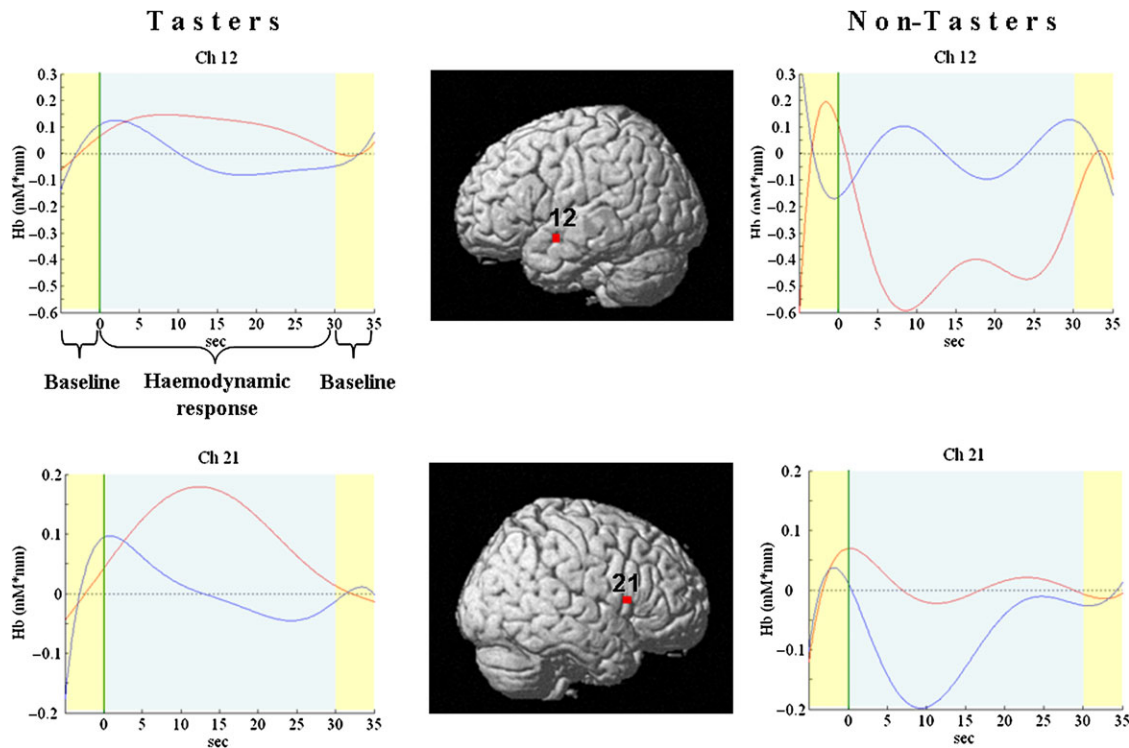 Tasters
Non-Tasters
Ch 12
Hb (mM*mm)
0.3
0.2
0.1
0
−0.1
−0.2
−0.3
−0.4
−0.5
−0.6
0 5 10 15 20 25 30 35
sec
Baseline
Haemodynamic
response
Baseline
12
Ch 12
Hb (mM*mm)
0.3
0.2
0.1
0
−0.1
−0.2
−0.3
−0.4
−0.5
−0.6
0 5 10 15 20 25 30 35
sec
Ch 21
Hb (mM*mm)
0.2
0.1
0
−0.1
−0.2
0 5 10 15 20 25 30 35
sec
21
Ch 21
Hb (mM*mm)
0.2
0.1
0
−0.1
−0.2
0 5 10 15 20 25 30 35
sec